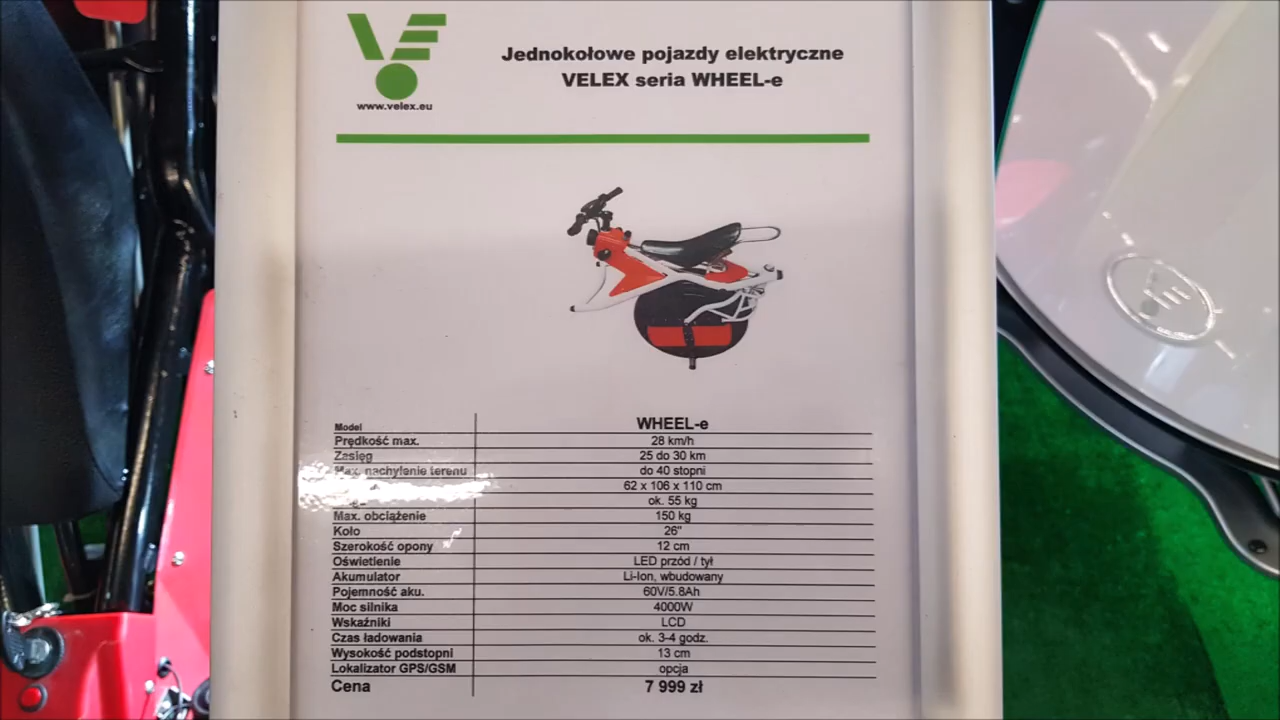 www.velex.eu
Jednokołowe pojazdy elektryczne
VELEX seria WHEEL-e
Model WHEEL-e
Prędkość max. 28 km/h
Zasięg 25 do 30 km
Max. nachylenie terenu do 40 stopni
62 x 106 x 110 cm
ok. 55 kg
Max. obciążenie 150 kg
Koło 26"
Szerokość opony 12 cm
Oświetlenie LED przód / tył
Akumulator Li-Ion, wbudowany
Pojemność aku. 60V/5.8Ah
Moc silnika 4000W
Wskaźniki LCD
Czas ładowania ok. 3-4 godz.
Wysokość podstopni 13 cm
Lokalizator GPS/GSM opcja
Cena 7 999 zł